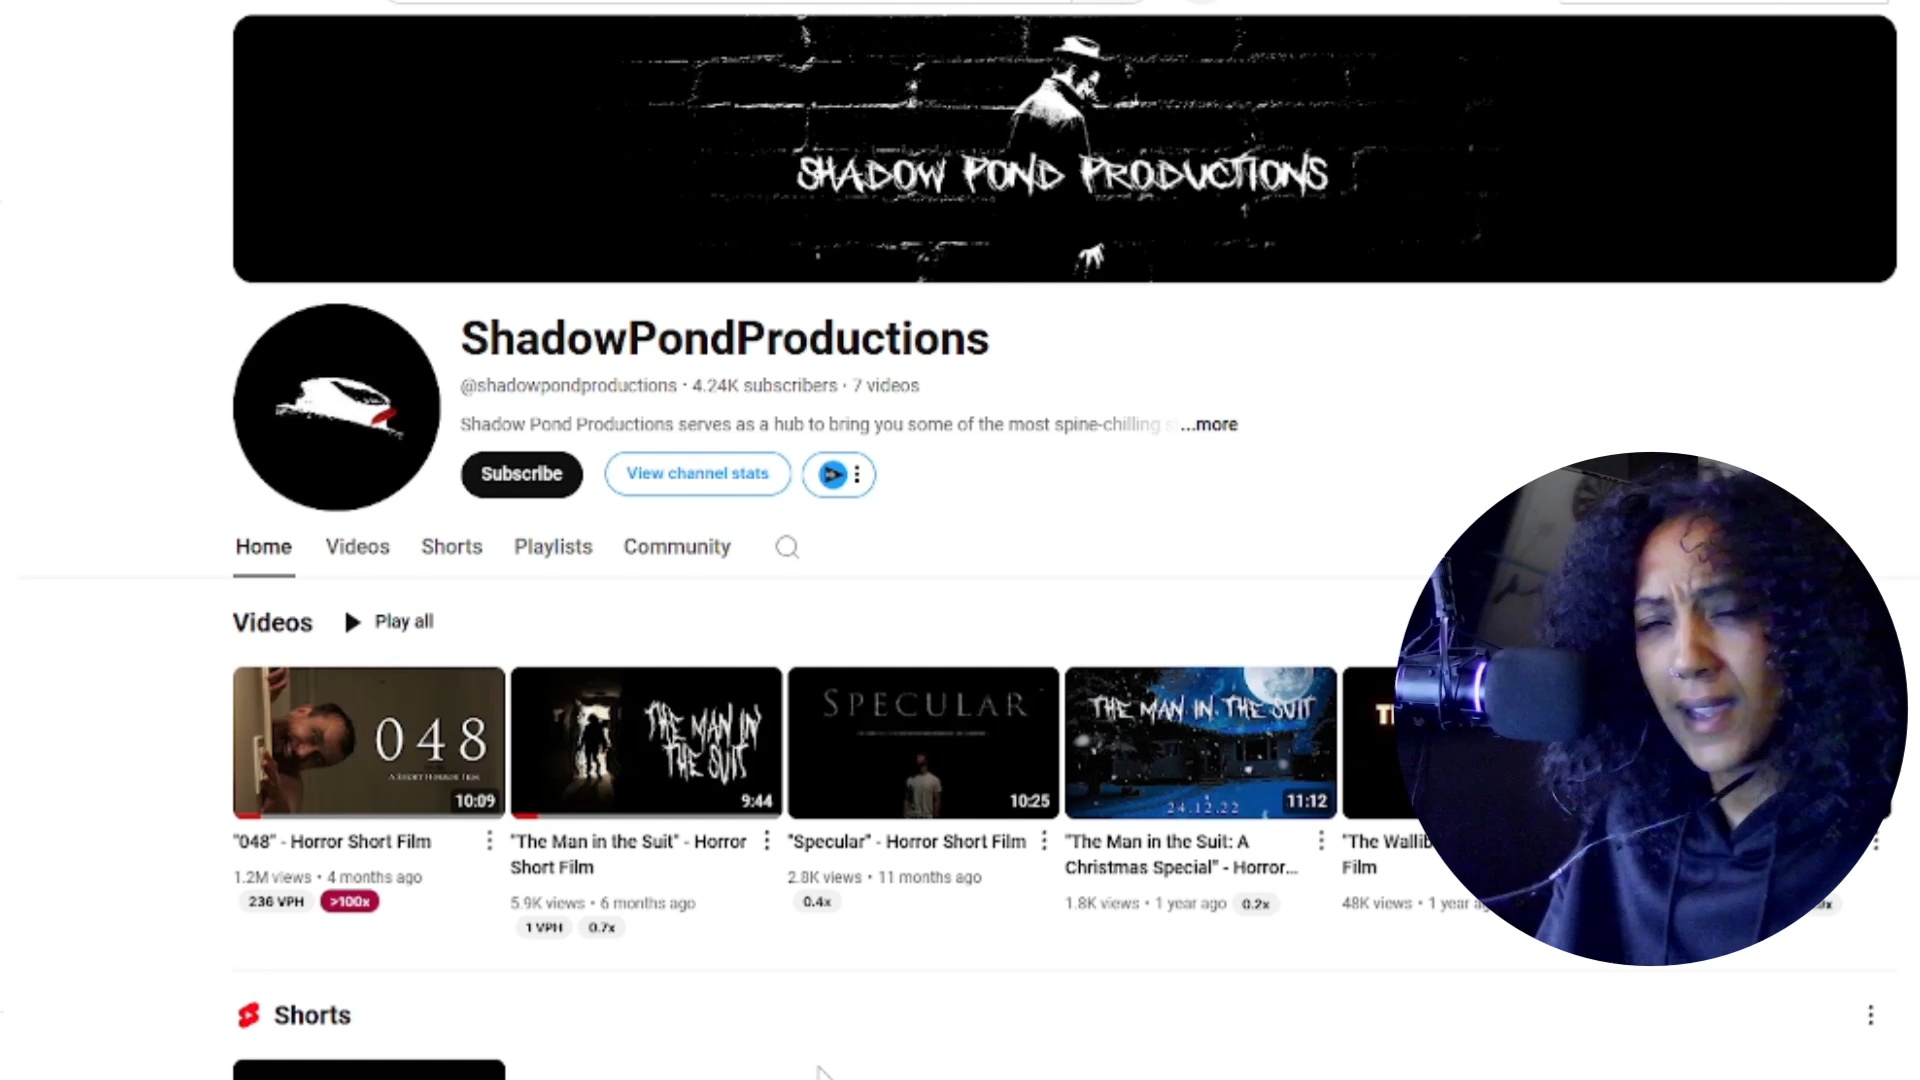 SHADOW POND PRODUCTIONS
ShadowPondProductions
@shadowpondproductions · 4.24K subscribers · 7 videos
Shadow Pond Productions serves as a hub to bring you some of the most spine-chilling ...more
Subscribe
View channel stats
Home
Videos
Shorts
Playlists
Community
Videos
Play all
048
A SHORT HORROR FILM
10:09
THE MAN IN
THE SUIT
9:44
SPECULAR
10:25
THE MAN IN THE SUIT
24.12.22
11:12
"048" - Horror Short Film
1.2M views • 4 months ago
236 VPH
>100x
"The Man in the Suit" - Horror
Short Film
5.9K views • 6 months ago
1 VPH
0.7x
"Specular" - Horror Short Film
2.8K views • 11 months ago
0.4x
"The Man in the Suit: A
Christmas Special" - Horror...
1.8K views • 1 year ago
0.2x
"The
Film
48K views • 1 year
Shorts